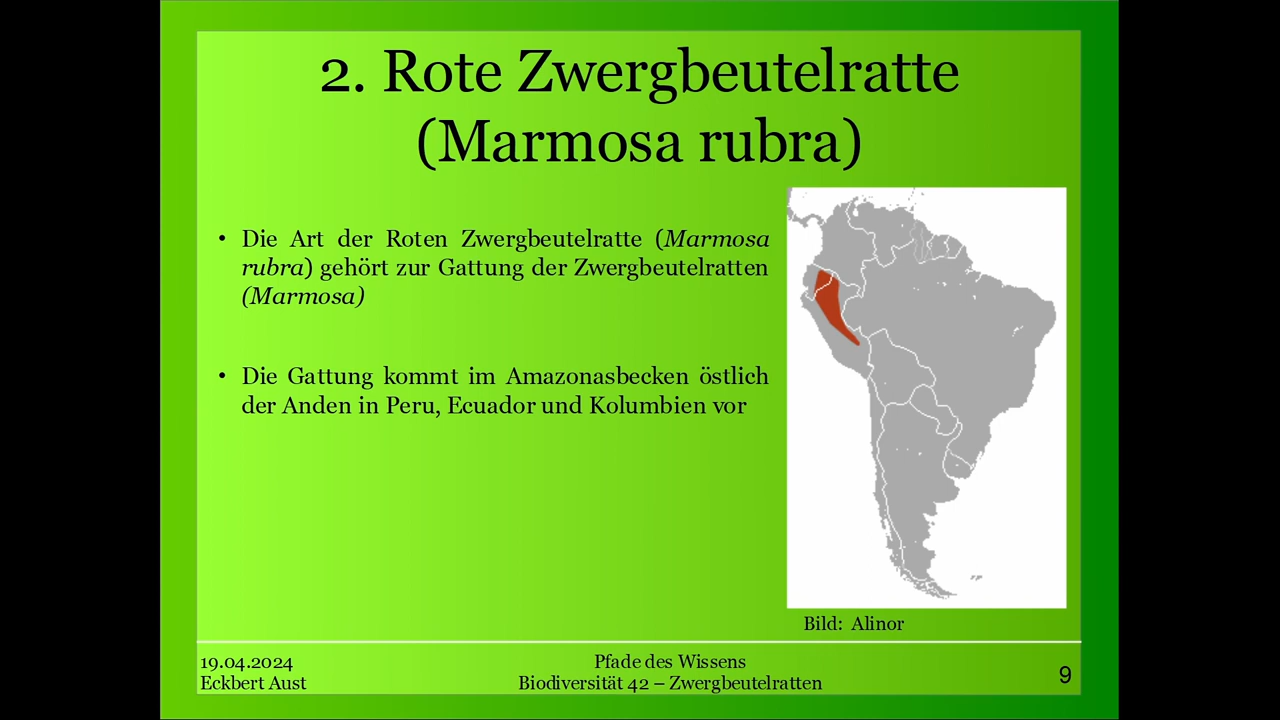 2. Rote Zwergbeutelratte
(Marmosa rubra)
• Die Art der Roten Zwergbeutelratte (Marmosa
rubra) gehört zur Gattung der Zwergbeutelratten
(Marmosa)
• Die Gattung kommt im Amazonasbecken östlich
der Anden in Peru, Ecuador und Kolumbien vor
Bild: Alinor
19.04.2024
Eckbert Aust
Pfade des Wissens
Biodiversität 42 – Zwergbeutelratten
9